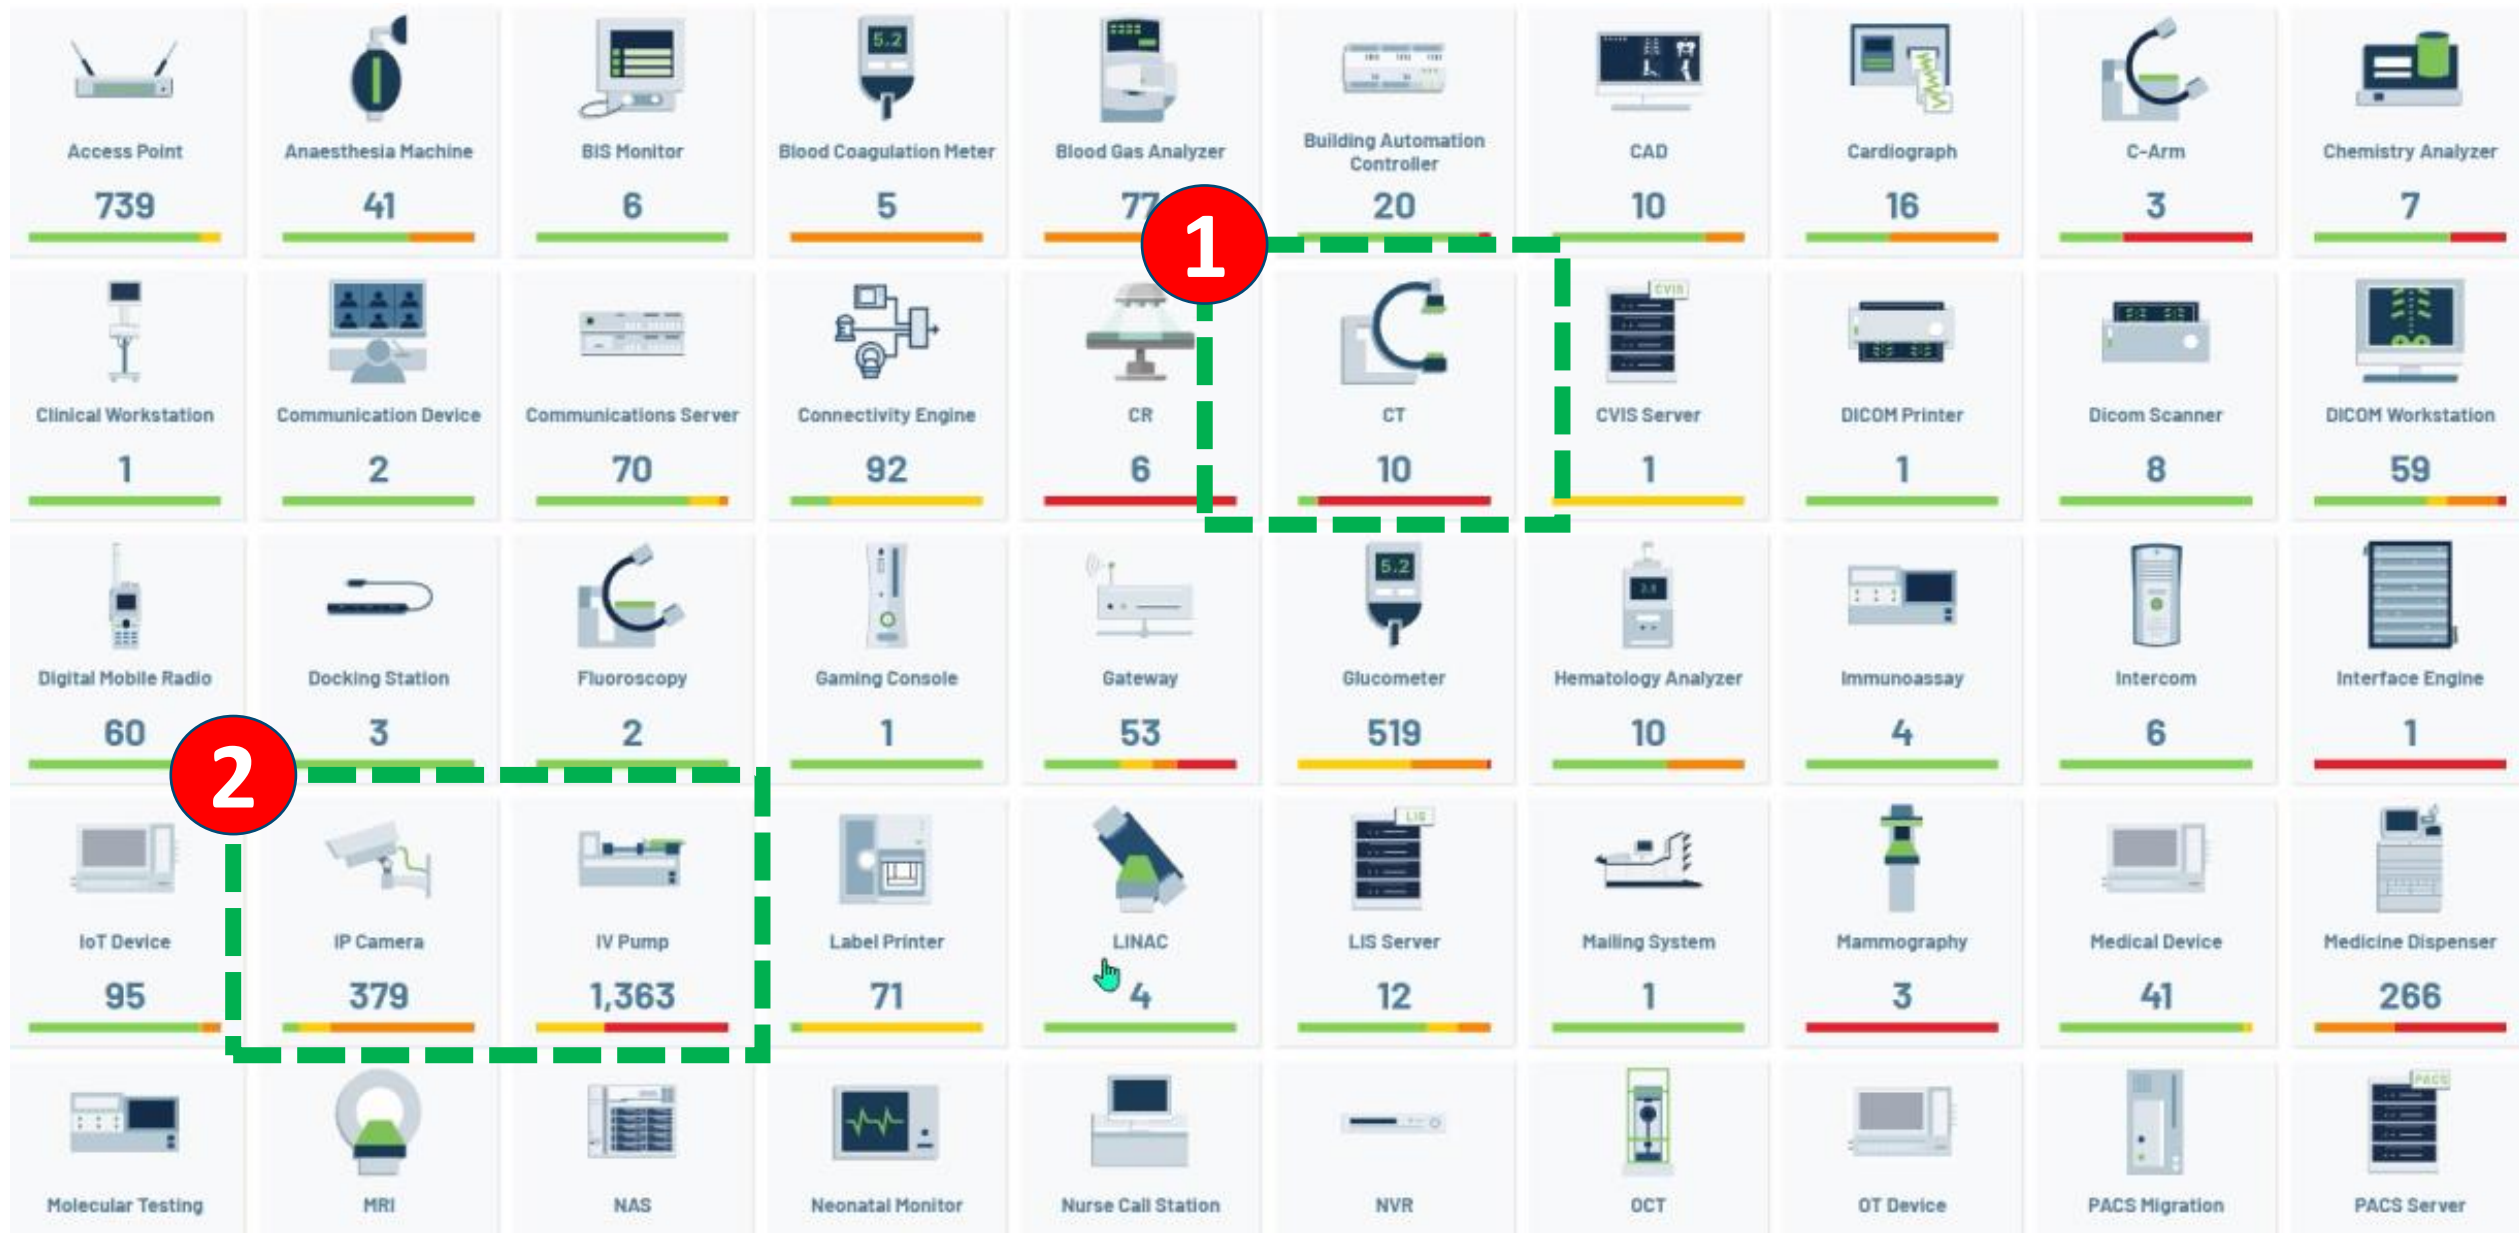 5.2
Access Point
Anaesthesia Machine
BIS Monitor
Blood Coagulation Meter
Blood Gas Analyzer
Building Automation
Controller
CAD
Cardiograph
C-Arm
Chemistry Analyzer
739
41
6
5
77
20
10
16
3
7
1
CVIS
Clinical Workstation
Communication Device
Communications Server
Connectivity Engine
CR
CT
CVIS Server
DICOM Printer
Dicom Scanner
DICOM Workstation
1
2
70
92
6
10
1
1
8
59
5.2
Digital Mobile Radio
Docking Station
Fluoroscopy
Gaming Console
Gateway
Glucometer
Hematology Analyzer
Immunoassay
Intercom
Interface Engine
60
3
2
1
53
519
10
4
6
1
2
LIS
IoT Device
IP Camera
IV Pump
Label Printer
LINAC
LIS Server
Mailing System
Mammography
Medical Device
Medicine Dispenser
95
379
1,363
71
4
12
1
3
41
266
PACS
Molecular Testing
MRI
NAS
Neonatal Monitor
Nurse Call Station
NVR
OCT
OT Device
PACS Migration
PACS Server